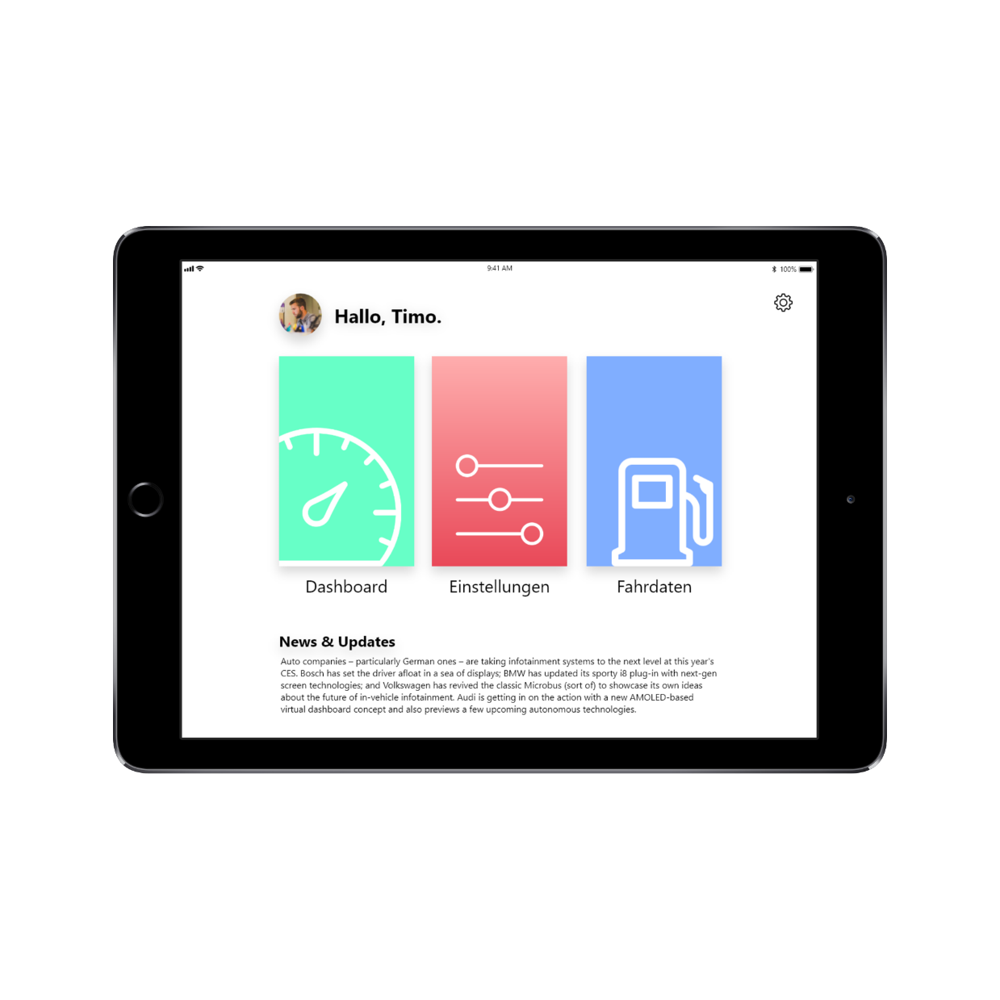 9:41 AM
100%
Hallo, Timo.
Dashboard
Einstellungen
Fahrdaten
News & Updates
Auto companies – particularly German ones – are taking infotainment systems to the next level at this year's
CES. Bosch has set the driver afloat in a sea of displays; BMW has updated its sporty i8 plug-in with next-gen
screen technologies; and Volkswagen has revived the classic Microbus (sort of) to showcase its own ideas
about the future of in-vehicle infotainment. Audi is getting in on the action with a new AMOLED-based
virtual dashboard concept and also previews a few upcoming autonomous technologies.